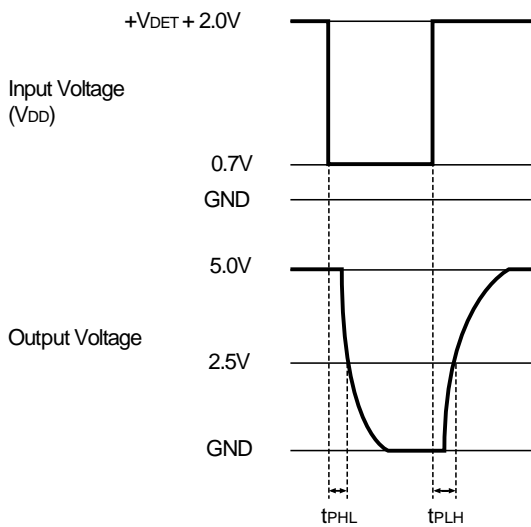 +VDET + 2.0V
Input Voltage
(VDD)
0.7V
GND
5.0V
Output Voltage
2.5V
GND
tPHL tPLH